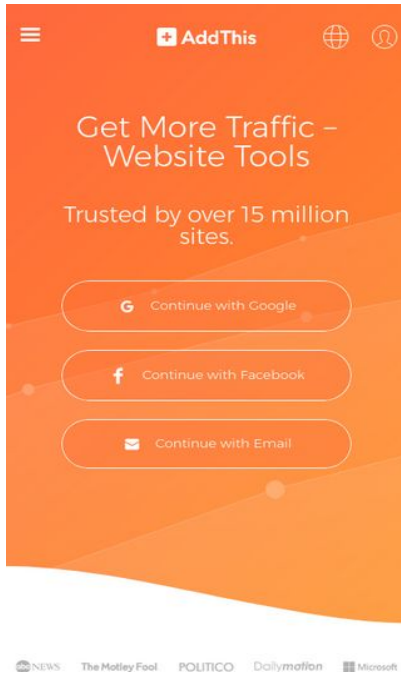 AddThis
Get More Traffic –
Website Tools
Trusted by over 15 million
sites.
G Continue with Google
f Continue with Facebook
Continue with Email
abc NEWS The Motley Fool POLITICO Dailymotion Microsoft